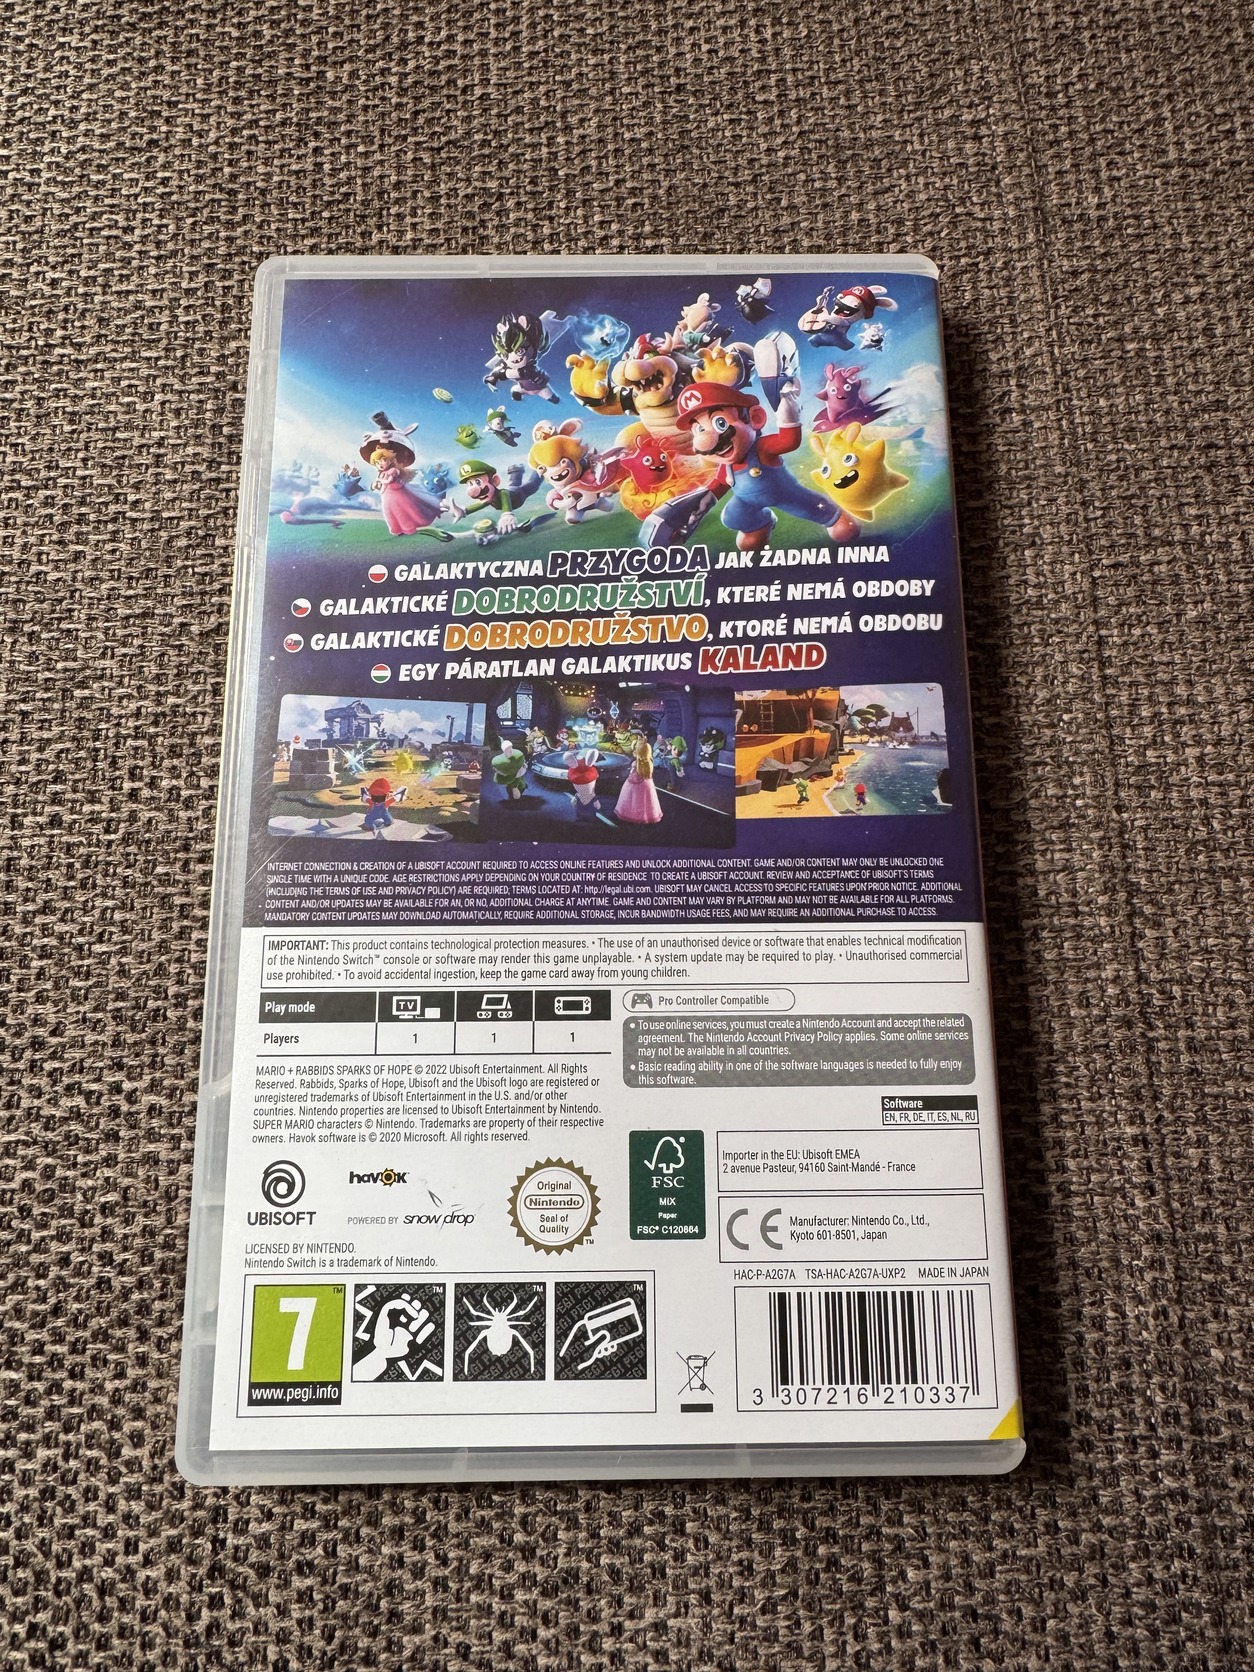 GALAKTYCZNA PRZYGODA JAK ŻADNA INNA
GALAKTICKÉ DOBRODRUŽSTVÍ, KTERÉ NEMÁ OBDOBY
GALAKTICKÉ DOBRODRUŽSTVO, KTORÉ NEMÁ OBDOBU
EGY PÁRATLAN GALAKTIKUS KALAND
INTERNET CONNECTION & CREATION OF A UBISOFT ACCOUNT REQUIRED TO ACCESS ONLINE FEATURES AND UNLOCK ADDITIONAL CONTENT. GAME AND/OR CONTENT MAY ONLY BE UNLOCKED ONE
SINGLE TIME WITH A UNIQUE CODE. AGE RESTRICTIONS APPLY DEPENDING ON YOUR COUNTRY OF RESIDENCE TO CREATE A UBISOFT ACCOUNT. REVIEW AND ACCEPTANCE OF UBISOFT'S TERMS
(INCLUDING THE TERMS OF USE AND PRIVACY POLICY) ARE REQUIRED; TERMS LOCATED AT: http://legal.ubi.com. UBISOFT MAY CANCEL ACCESS TO SPECIFIC FEATURES UPON PRIOR NOTICE. ADDITIONAL
CONTENT AND/OR UPDATES MAY BE AVAILABLE FOR AN, OR NO, ADDITIONAL CHARGE AT ANYTIME. GAME AND CONTENT MAY VARY BY PLATFORM AND MAY NOT BE AVAILABLE FOR ALL PLATFORMS.
MANDATORY CONTENT UPDATES MAY DOWNLOAD AUTOMATICALLY, REQUIRE ADDITIONAL STORAGE, INCUR BANDWIDTH USAGE FEES, AND MAY REQUIRE AN ADDITIONAL PURCHASE TO ACCESS.
IMPORTANT: This product contains technological protection measures. • The use of an unauthorised device or software that enables technical modification
of the Nintendo Switch™ console or software may render this game unplayable. • A system update may be required to play. • Unauthorised commercial
use prohibited. • To avoid accidental ingestion, keep the game card away from young children.
Play mode TV
Players 1 1 1
Pro Controller Compatible
• To use online services, you must create a Nintendo Account and accept the related
agreement. The Nintendo Account Privacy Policy applies. Some online services
may not be available in all countries.
• Basic reading ability in one of the software languages is needed to fully enjoy
this software.
MARIO + RABBIDS SPARKS OF HOPE © 2022 Ubisoft Entertainment. All Rights
Reserved. Rabbids, Sparks of Hope, Ubisoft and the Ubisoft logo are registered or
unregistered trademarks of Ubisoft Entertainment in the U.S. and/or other
countries. Nintendo properties are licensed to Ubisoft Entertainment by Nintendo.
SUPER MARIO characters © Nintendo. Trademarks are property of their respective
owners. Havok software is © 2020 Microsoft. All rights reserved.
Software
EN, FR, DE, IT, ES, NL, RU
UBISOFT
havok
POWERED BY snowdrop
Original
Nintendo
Seal of
Quality
TM
FSC
MIX
Paper
FSC® C120864
Importer in the EU: Ubisoft EMEA
2 avenue Pasteur, 94160 Saint-Mandé - France
CE
Manufacturer: Nintendo Co., Ltd.,
Kyoto 601-8501, Japan
LICENSED BY NINTENDO.
Nintendo Switch is a trademark of Nintendo.
HAC-P-A2G7A TSA-HAC-A2G7A-UXP2 MADE IN JAPAN
7
www.pegi.info
3 307216 210337